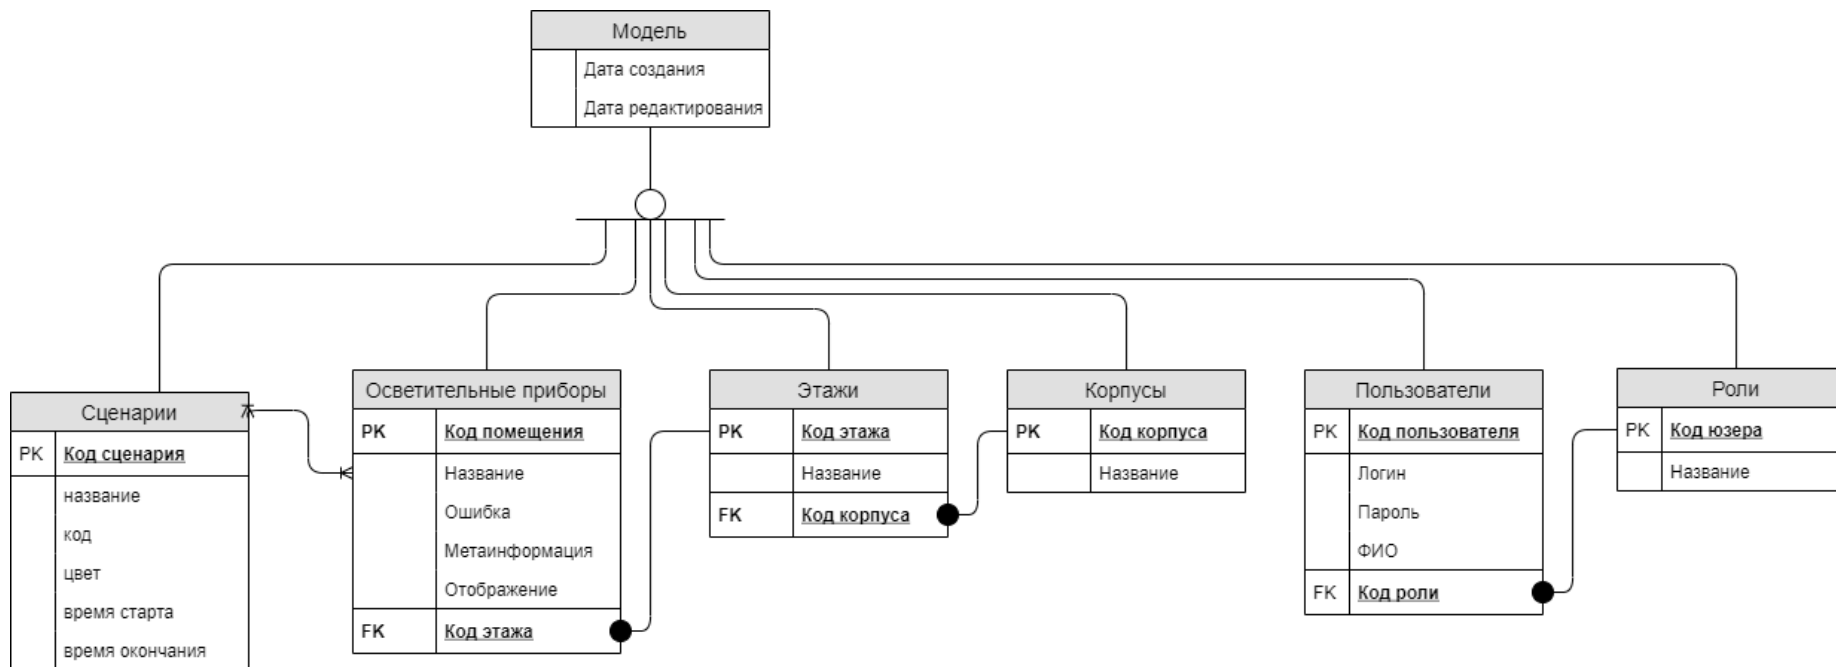 Модель
Дата создания
Дата редактирования
Сценарии
PK Код сценария
название
код
цвет
время старта
время окончания
Осветительные приборы
PK Код помещения
Название
Ошибка
Метаинформация
Отображение
FK Код этажа
Этажи
PK Код этажа
Название
FK Код корпуса
Корпусы
PK Код корпуса
Название
Пользователи
PK Код пользователя
Логин
Пароль
ФИО
FK Код роли
Роли
PK Код юзера
Название